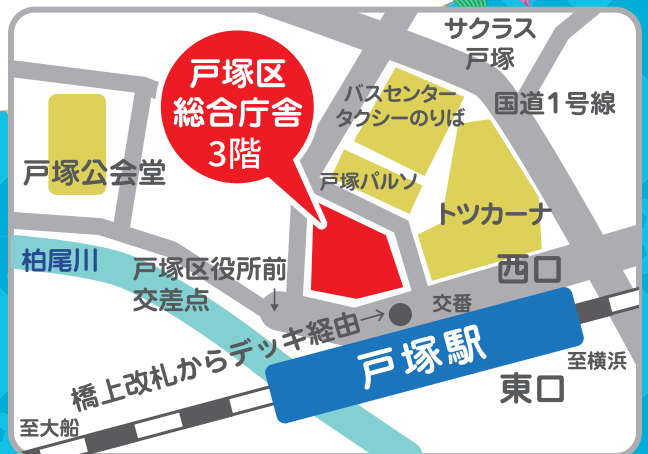 サクラス
戸塚
戸塚区
総合庁舎
3階
バスセンター
タクシーのりば
国道1号線
戸塚公会堂
戸塚パルソ
トツカーナ
柏尾川
戸塚区役所前
交差点
西口
交番
橋上改札からデッキ経由→
戸塚駅
至横浜
東口
至大船